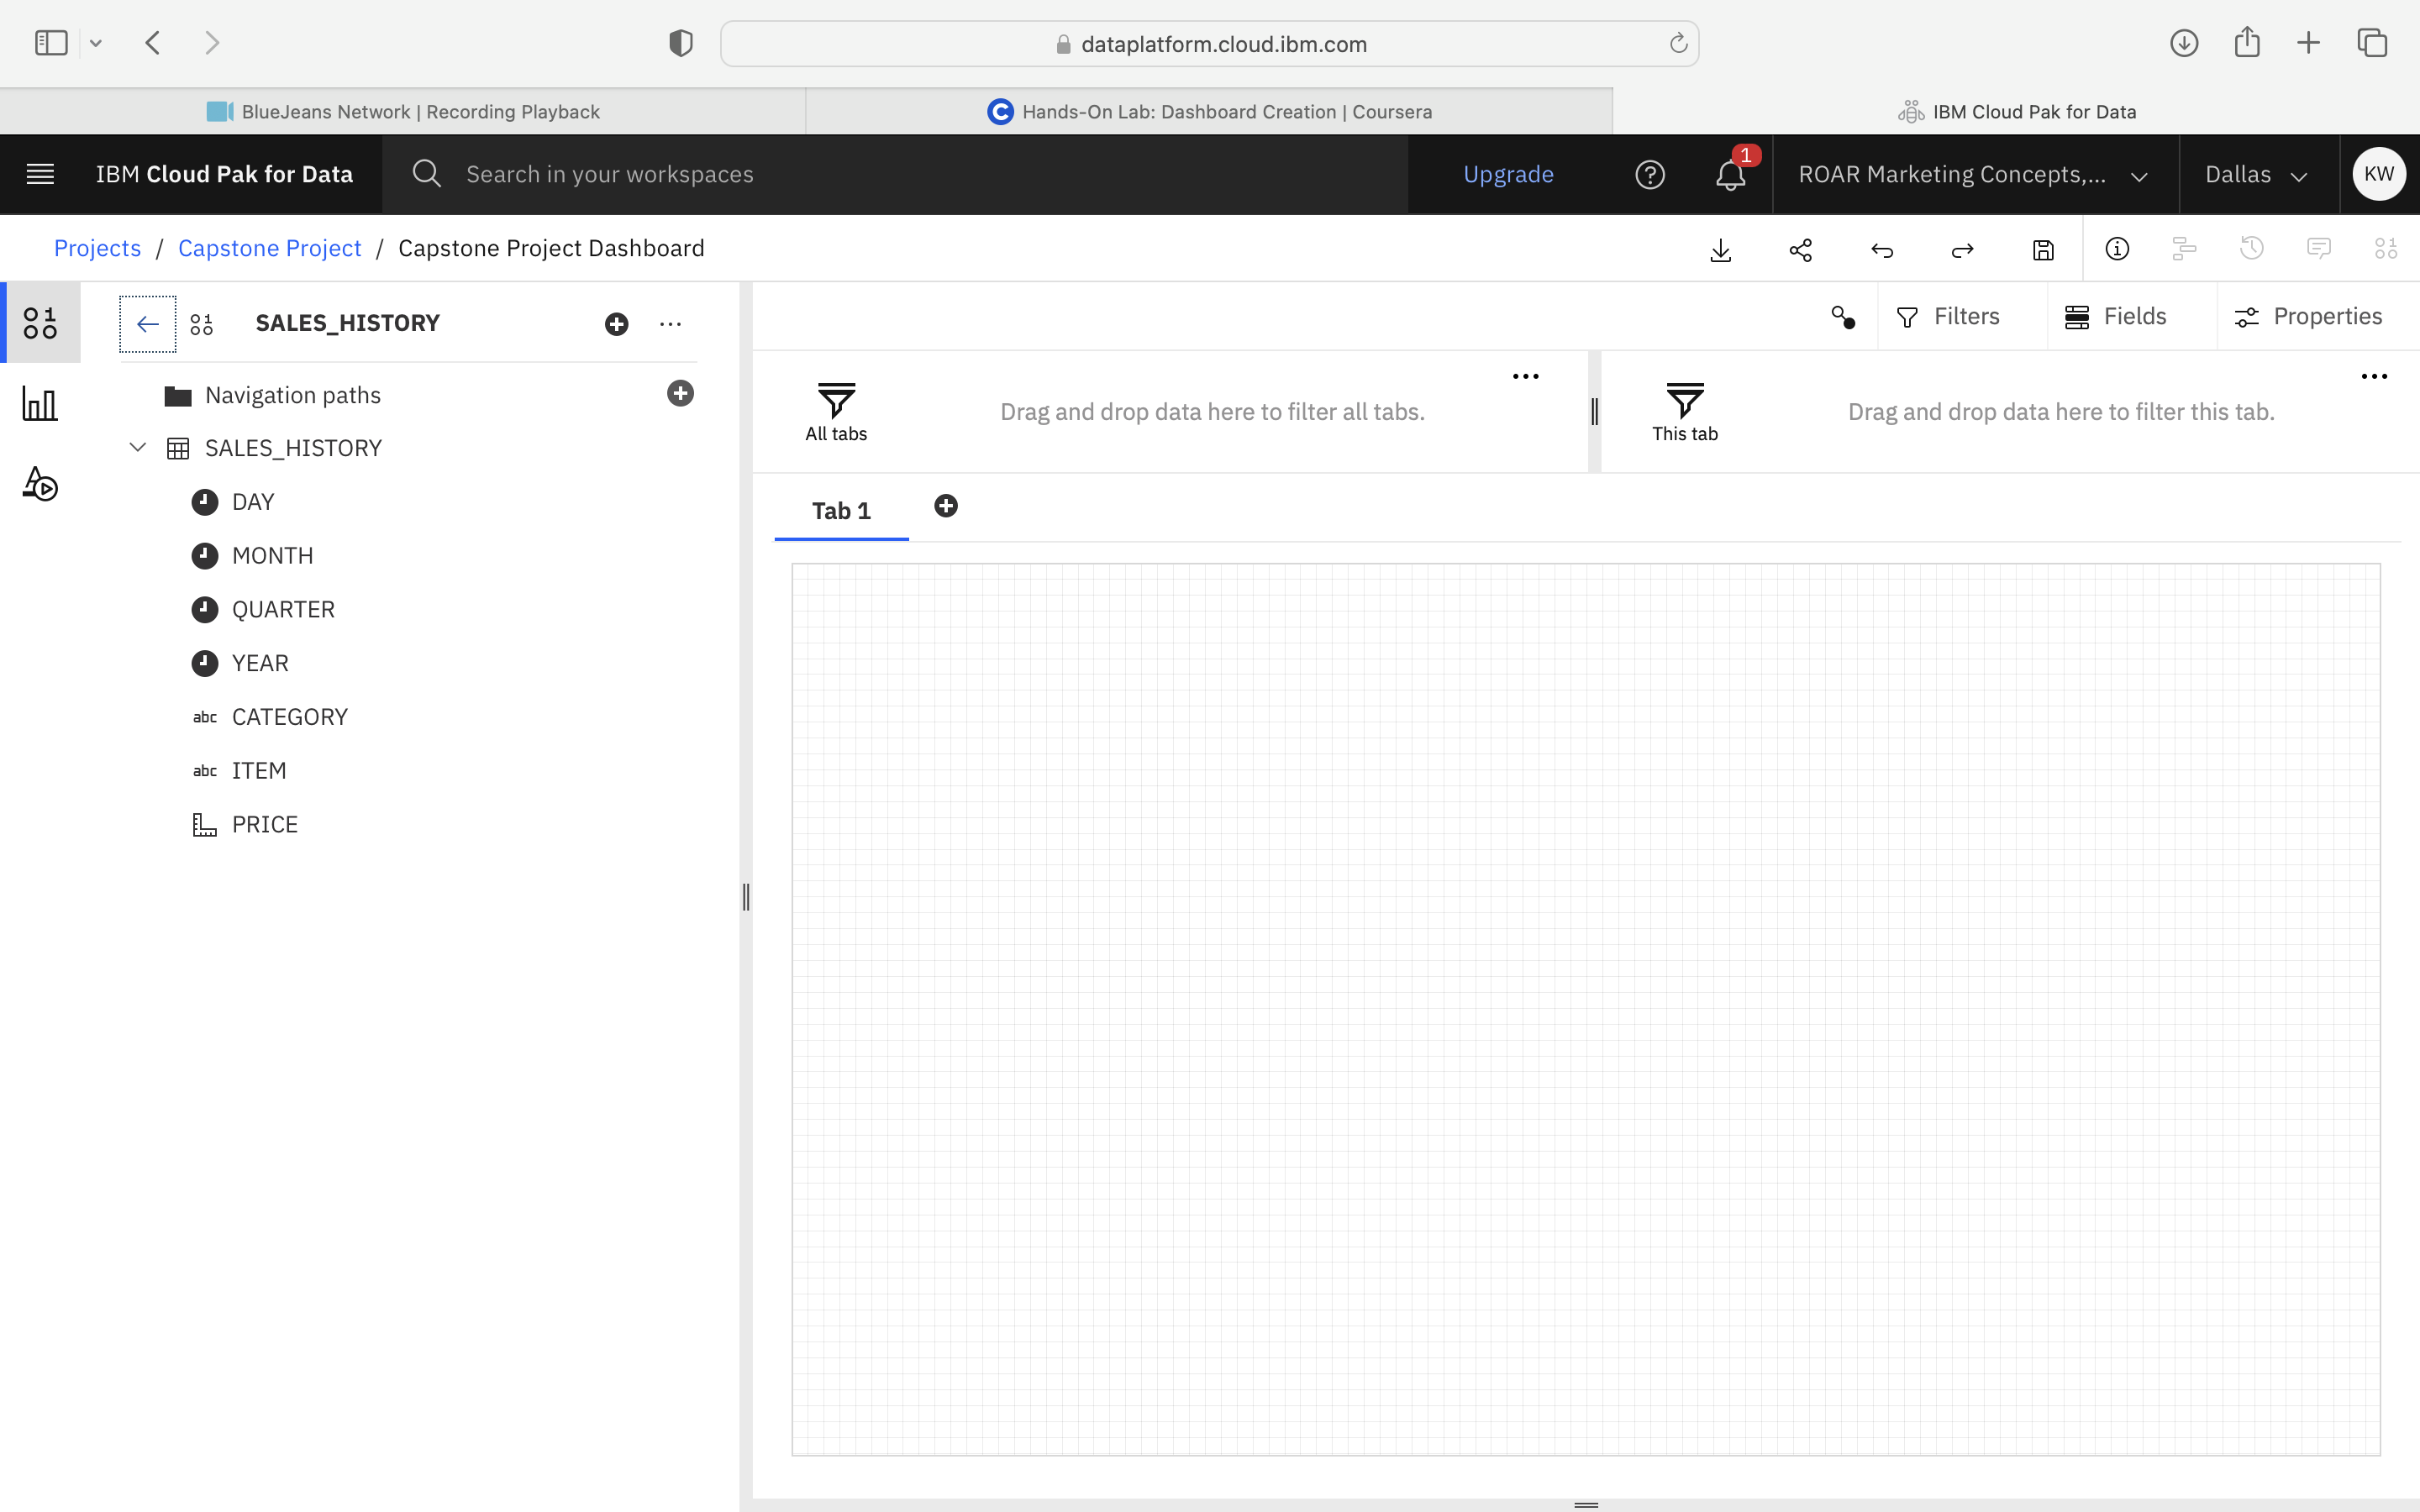 dataplatform.cloud.ibm.com
BlueJeans Network | Recording Playback
Hands-On Lab: Dashboard Creation | Coursera
IBM Cloud Pak for Data
IBM Cloud Pak for Data
Search in your workspaces
Upgrade
1
ROAR Marketing Concepts,...
Dallas
KW
Projects / Capstone Project / Capstone Project Dashboard
SALES_HISTORY
Filters
Fields
Properties
Navigation paths
SALES_HISTORY
DAY
MONTH
QUARTER
YEAR
abc CATEGORY
abc ITEM
PRICE
All tabs
Drag and drop data here to filter all tabs.
This tab
Drag and drop data here to filter this tab.
Tab 1